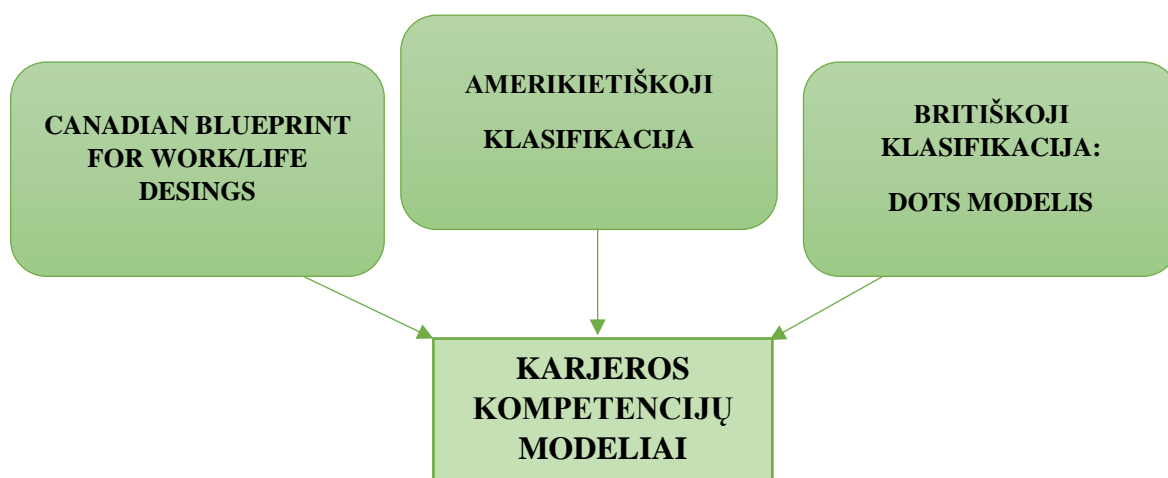 CANADIAN BLUEPRINT
FOR WORK/LIFE
DESINGS
AMERIKIETIŠKOJI
KLASIFIKACIJA
BRITIŠKOJI
KLASIFIKACIJA:
DOTS MODELIS
KARJEROS
KOMPETENCIJŲ
MODELIAI